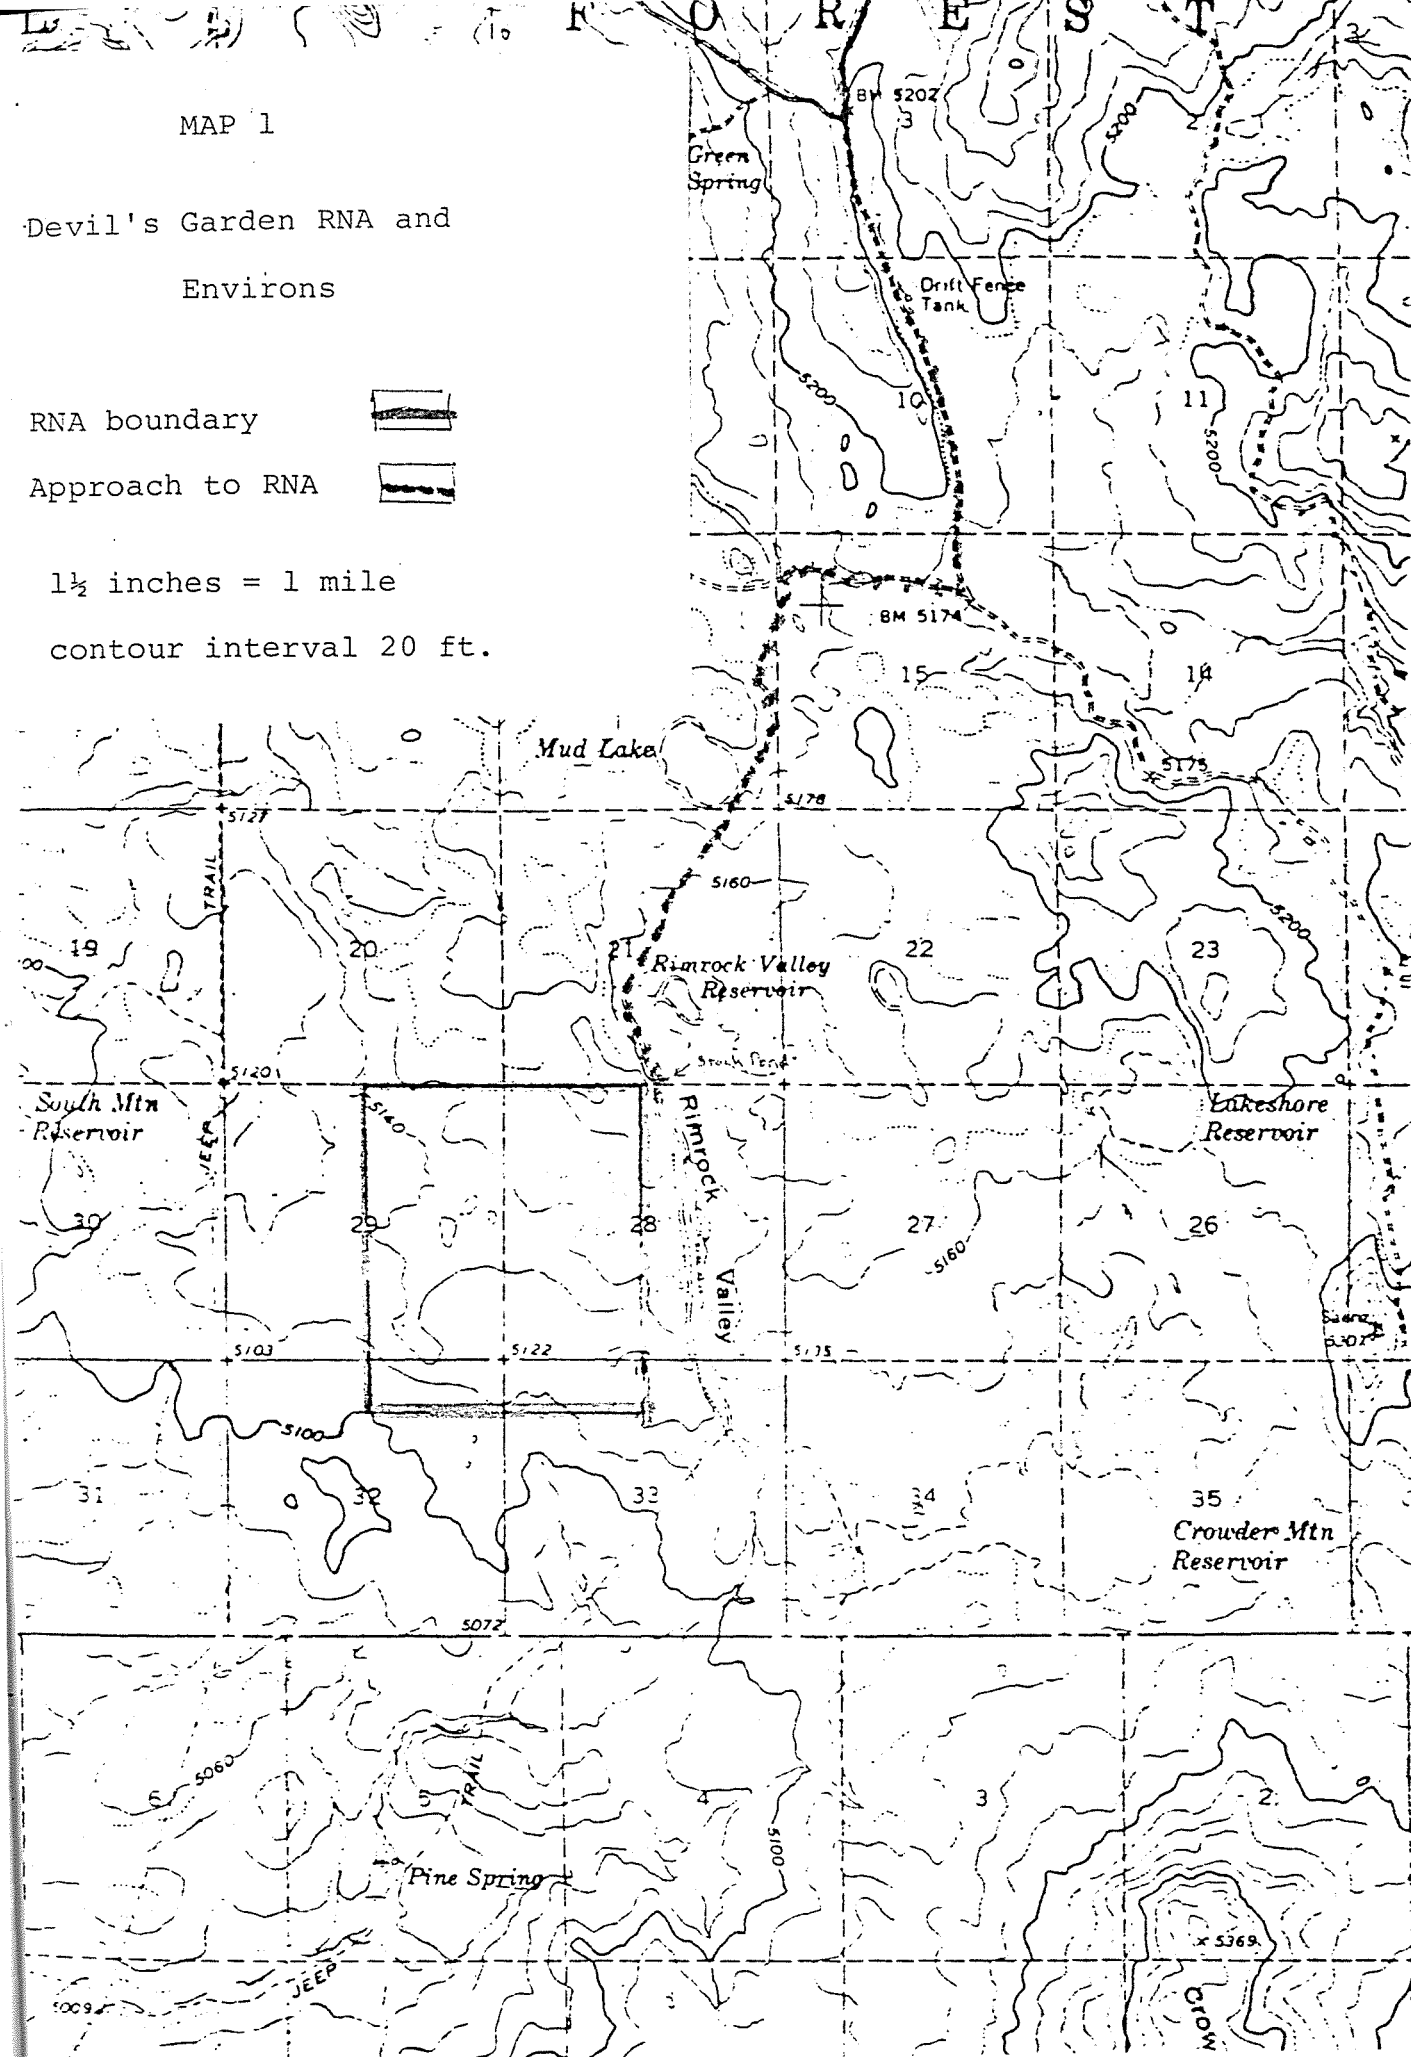 F O R E S T
MAP 1
Devil's Garden RNA and
Environs
RNA boundary
Approach to RNA
1½ inches = 1 mile
contour interval 20 ft.
BM 5202
3
2
5200
Green
Spring
Drift Fence
Tank
5200
10
11
5200
BM 5174
15
14
Mud Lake
5175
5127
5178
TRAIL
5160
5200
19
20
21
22
23
Rimrock Valley
Reservoir
Stock Pond
5120
South Mtn
Reservoir
5140
JEEP
Rimrock
Valley
Lakeshore
Reservoir
30
29
28
27
26
5160
5307
5103
5122
5135
5100
31
32
33
34
35
Crowder Mtn
Reservoir
5072
5060
TRAIL
6
5
4
3
2
5100
Pine Spring
x 5369
JEEP
5009
Crow